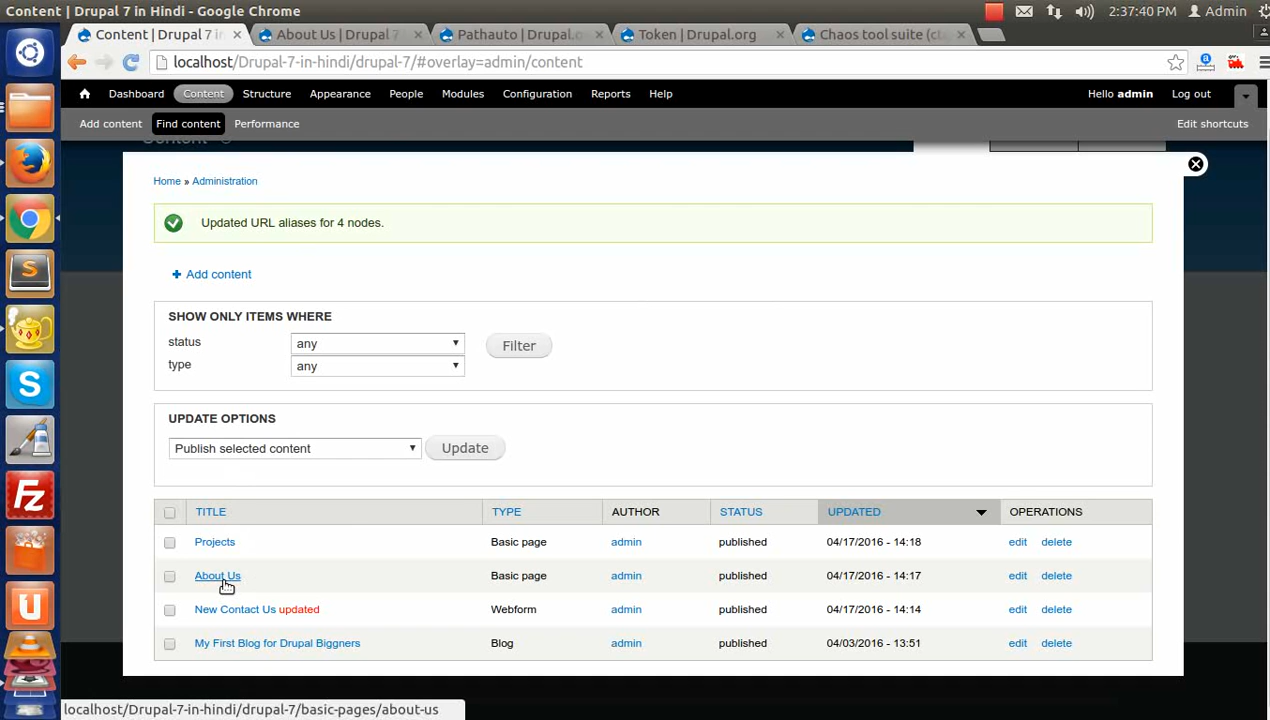 Content | Drupal 7 in Hindi - Google Chrome
2:37:40 PM Admin
Content | Drupal 7 i
About Us | Drupal 7
Pathauto | Drupal.o
Token | Drupal.org
Chaos tool suite (ct
localhost/Drupal-7-in-hindi/drupal-7/#overlay=admin/content
Dashboard Content Structure Appearance People Modules Configuration Reports Help Hello admin Log out
Add content Find content Performance Edit shortcuts
Home » Administration
Updated URL aliases for 4 nodes.
+ Add content
SHOW ONLY ITEMS WHERE
status any
type any
Filter
UPDATE OPTIONS
Publish selected content Update
TITLE TYPE AUTHOR STATUS UPDATED OPERATIONS
Projects Basic page admin published 04/17/2016 - 14:18 edit delete
About Us Basic page admin published 04/17/2016 - 14:17 edit delete
New Contact Us updated Webform admin published 04/17/2016 - 14:14 edit delete
My First Blog for Drupal Biggners Blog admin published 04/03/2016 - 13:51 edit delete
localhost/Drupal-7-in-hindi/drupal-7/basic-pages/about-us